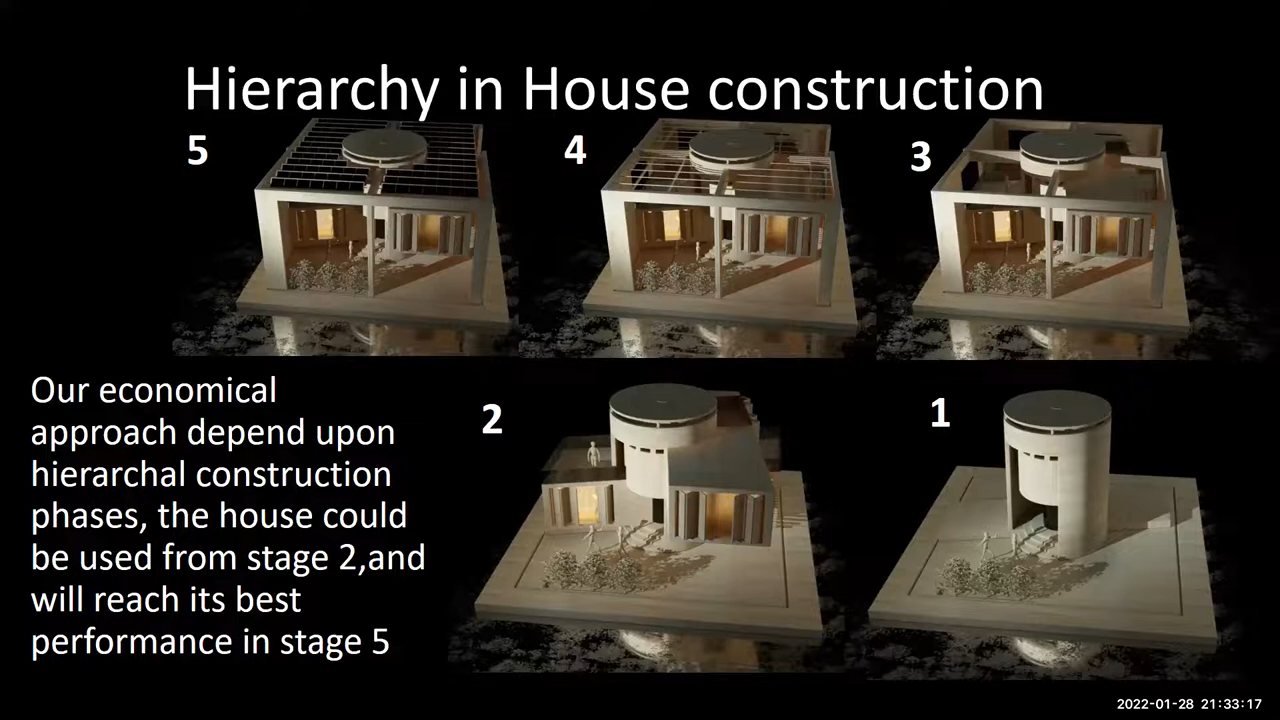 Hierarchy in House construction
5
4
3
Our economical
approach depend upon
hierarchal construction
phases, the house could
be used from stage 2,and
will reach its best
performance in stage 5
2
1
2022-01-28 21:33:17